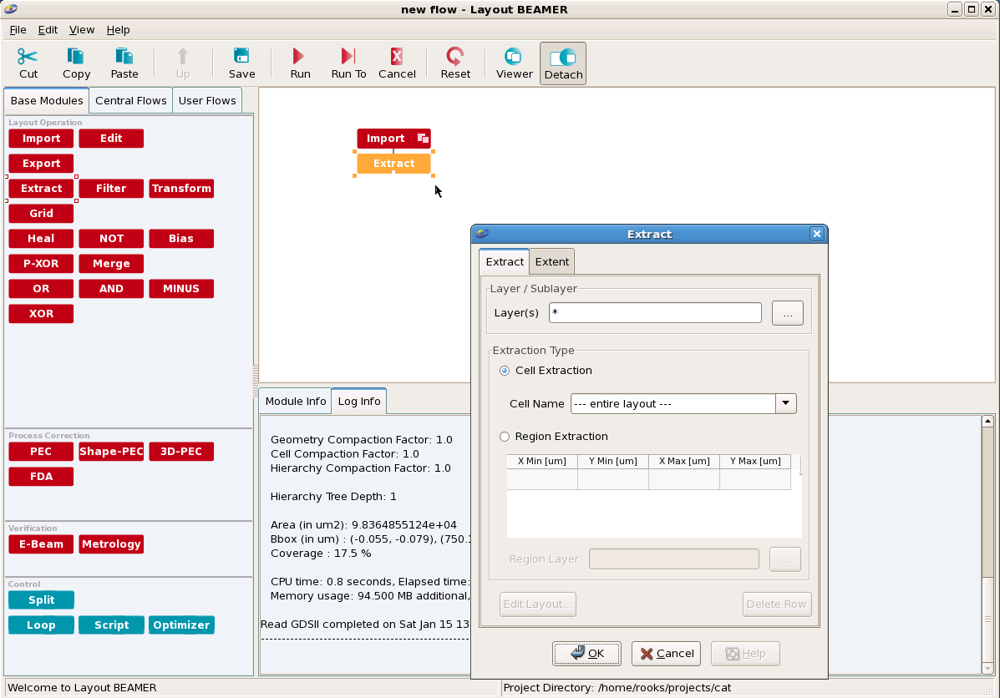 new flow - Layout BEAMER
File Edit View Help
Cut Copy Paste Up Save Run Run To Cancel Reset Viewer Detach
Base Modules Central Flows User Flows
Layout Operation
Import Edit
Export
Extract Filter Transform
Grid
Heal NOT Bias
P-XOR Merge
OR AND MINUS
XOR
Process Correction
PEC Shape-PEC 3D-PEC
FDA
Verification
E-Beam Metrology
Control
Split
Loop Script Optimizer
Import
Extract
Module Info Log Info
Geometry Compaction Factor: 1.0
Cell Compaction Factor: 1.0
Hierarchy Compaction Factor: 1.0
Hierarchy Tree Depth: 1
Area (in um2): 9.8364855124e+04
Bbox (in um) : (-0.055, -0.079), (750.1
Coverage : 17.5 %
CPU time: 0.8 seconds, Elapsed time:
Memory usage: 94.500 MB additional,
Read GDSII completed on Sat Jan 15 13
--------------------------------------------------------------
Extract
Extract Extent
Layer / Sublayer
Layer(s) * ...
Extraction Type
Cell Extraction
Cell Name --- entire layout ---
Region Extraction
X Min [um] Y Min [um] X Max [um] Y Max [um]
Region Layer ...
Edit Layout... Delete Row
OK Cancel Help
Welcome to Layout BEAMER Project Directory: /home/rooks/projects/cat